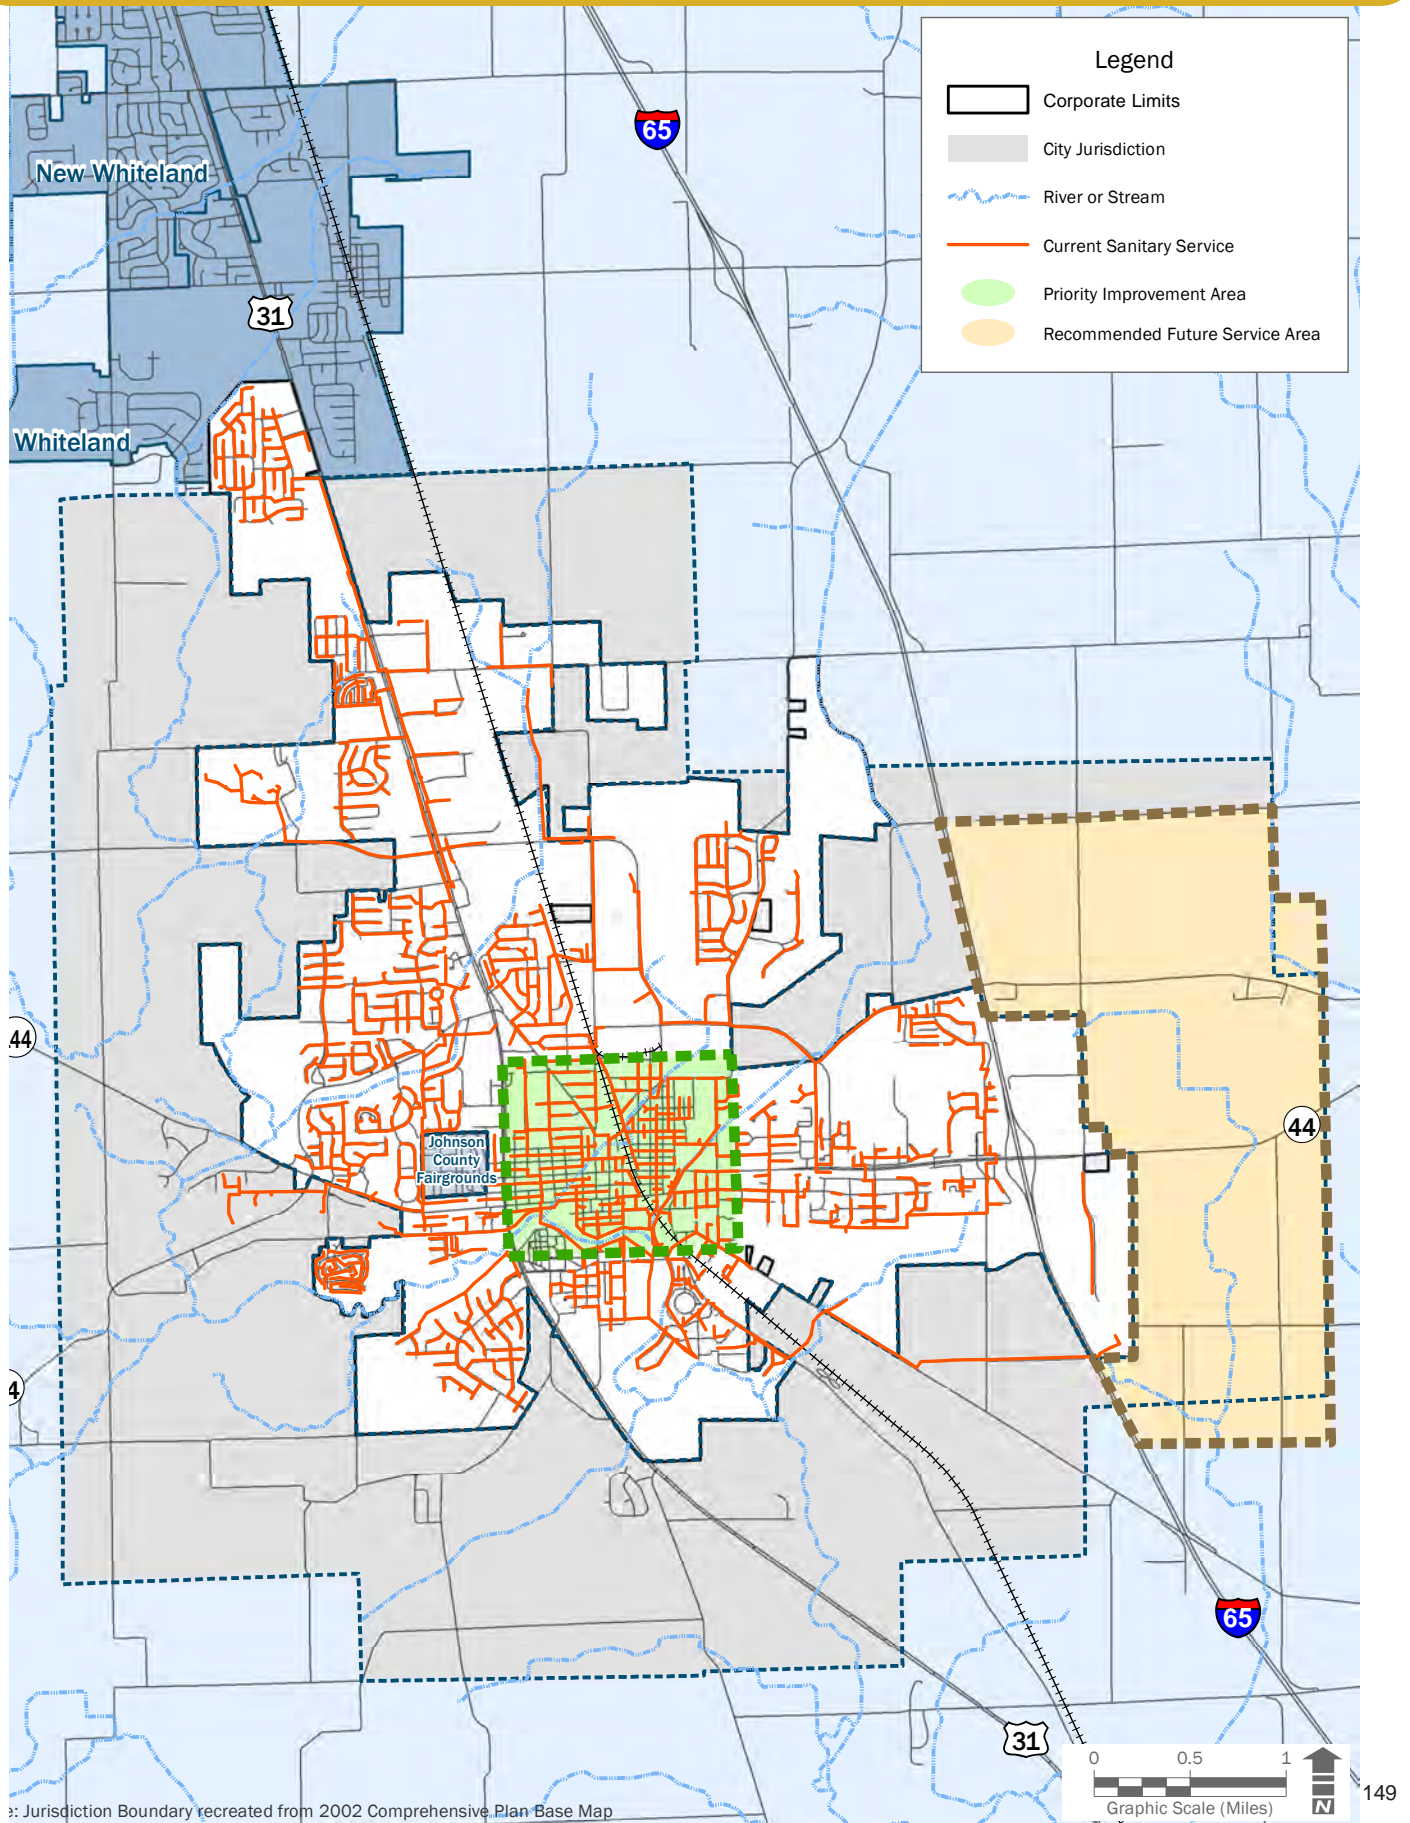 Legend
Corporate Limits
City Jurisdiction
River or Stream
Current Sanitary Service
Priority Improvement Area
Recommended Future Service Area
65
New Whiteland
31
Whiteland
44
Johnson
County
Fairgrounds
44
4
65
31
0 0.5 1
Graphic Scale (Miles)
N
149
e: Jurisdiction Boundary recreated from 2002 Comprehensive Plan Base Map